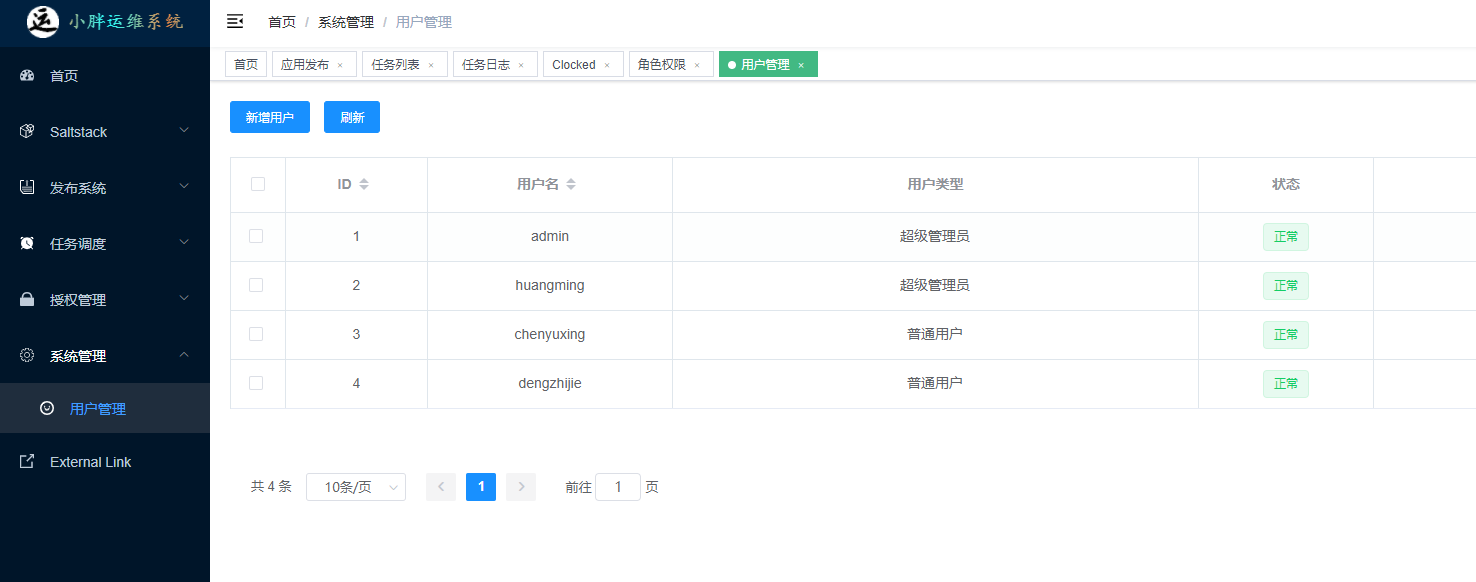 运 小胖运维系统
首页 / 系统管理 / 用户管理
首页 应用发布 × 任务列表 × 任务日志 × Clocked × 角色权限 × 用户管理 ×
首页
Saltstack
发布系统
任务调度
授权管理
系统管理
用户管理
External Link
新增用户 刷新
ID 用户名 用户类型 状态
1 admin 超级管理员 正常
2 huangming 超级管理员 正常
3 chenyuxing 普通用户 正常
4 dengzhijie 普通用户 正常
共 4 条 10条/页 1 前往 1 页